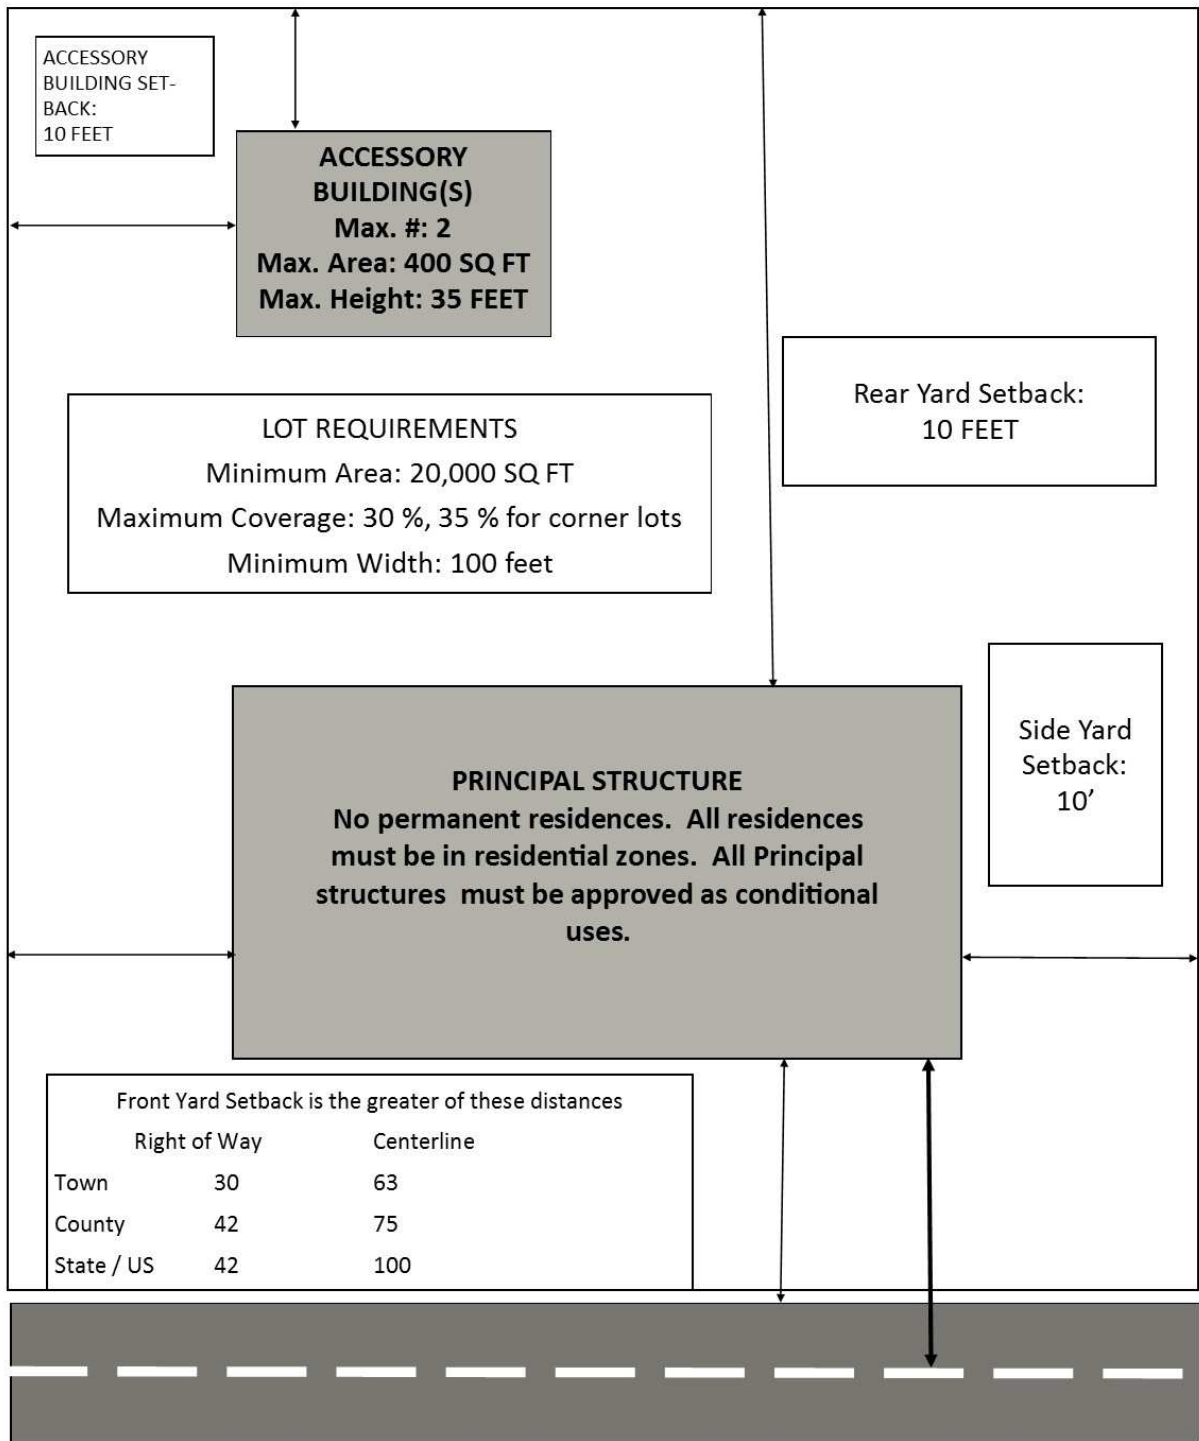 ACCESSORY
BUILDING SET-
BACK:
10 FEET
ACCESSORY
BUILDING(S)
Max. #: 2
Max. Area: 400 SQ FT
Max. Height: 35 FEET
Rear Yard Setback:
10 FEET
LOT REQUIREMENTS
Minimum Area: 20,000 SQ FT
Maximum Coverage: 30 %, 35 % for corner lots
Minimum Width: 100 feet
Side Yard
Setback:
10’
PRINCIPAL STRUCTURE
No permanent residences.  All residences
must be in residential zones.  All Principal
structures  must be approved as conditional
uses.
Front Yard Setback is the greater of these distances
Right of Way Centerline
Town 30 63
County 42 75
State / US 42 100